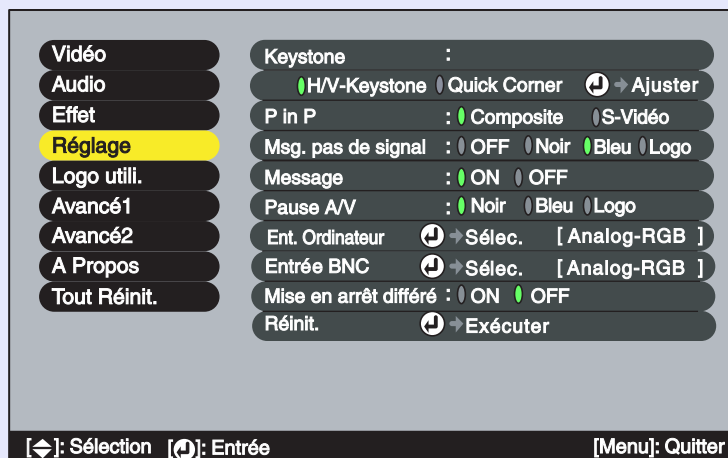 Vidéo
Audio
Effet
Réglage
Logo utili.
Avancé1
Avancé2
A Propos
Tout Réinit.
Keystone :
H/V-Keystone Quick Corner Ajuster
P in P : Composite S-Vidéo
Msg. pas de signal : OFF Noir Bleu Logo
Message : ON OFF
Pause A/V : Noir Bleu Logo
Ent. Ordinateur Sélec. [ Analog-RGB ]
Entrée BNC Sélec. [ Analog-RGB ]
Mise en arrêt différé : ON OFF
Réinit. Exécuter
[ ]: Sélection [ ]: Entrée [Menu]: Quitter